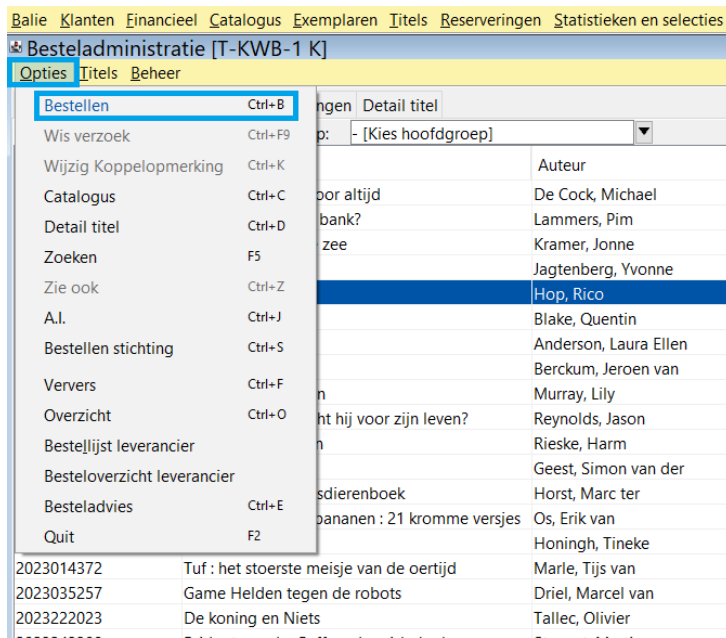 Balie Klanten Financieel Catalogus Exemplaren Titels Reserveringen Statistieken en selecties
Besteladministratie [T-KWB-1 K]
Opties Titels Beheer
Bestellen Ctrl+B ngen Detail titel
Wis verzoek Ctrl+F9 p: - [Kies hoofdgroep]
Wijzig Koppelopmerking Ctrl+K Auteur
Catalogus Ctrl+C oor altijd De Cock, Michael
Detail titel Ctrl+D bank? Lammers, Pim
Zoeken F5 zee Kramer, Jonne
Jagtenberg, Yvonne
Zie ook Ctrl+Z Hop, Rico
A.I. Ctrl+J Blake, Quentin
Bestellen stichting Ctrl+S Anderson, Laura Ellen
Berckum, Jeroen van
Ververs Ctrl+F n Murray, Lily
Overzicht Ctrl+O ht hij voor zijn leven? Reynolds, Jason
Bestellijst leverancier Rieske, Harm
Besteloverzicht leverancier Geest, Simon van der
sdierenboek Horst, Marc ter
Besteladvies Ctrl+E bananen : 21 kromme versjes Os, Erik van
Quit F2 Honingh, Tineke
2023014372 Tuf : het stoerste meisje van de oertijd Marle, Tijs van
2023035257 Game Helden tegen de robots Driel, Marcel van
2023222023 De koning en Niets Tallec, Olivier